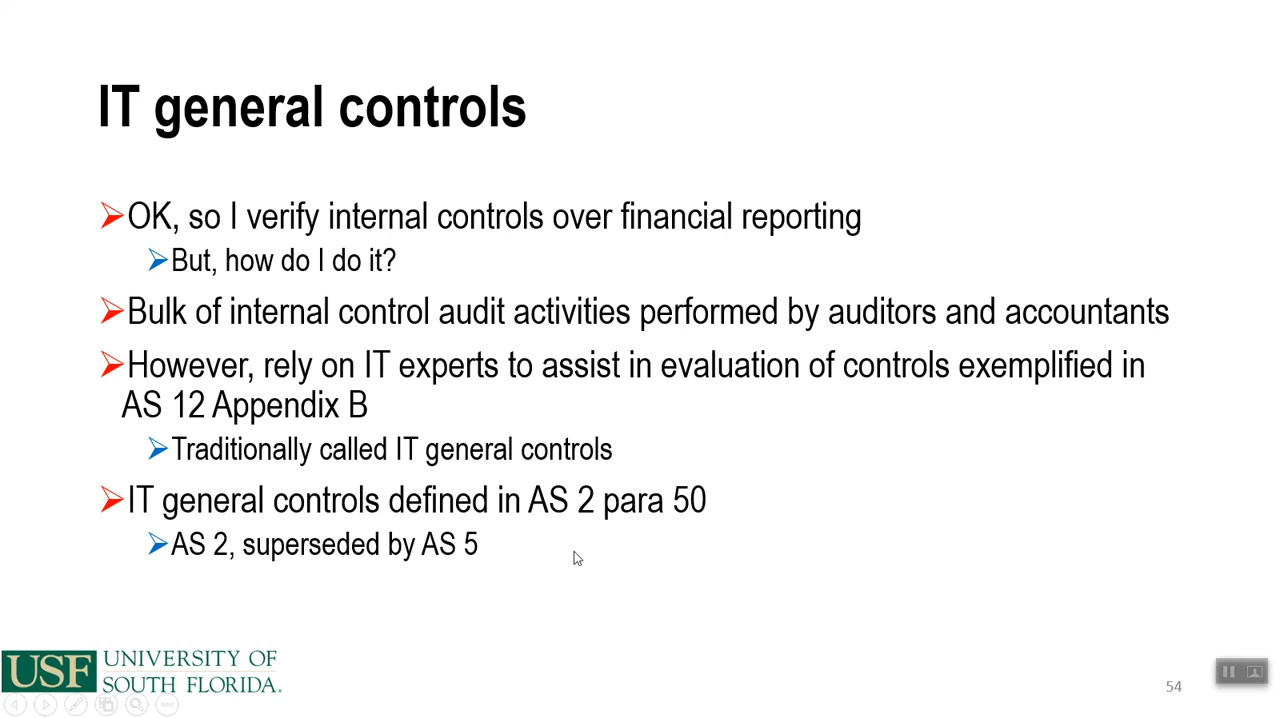 IT general controls
OK, so I verify internal controls over financial reporting
But, how do I do it?
Bulk of internal control audit activities performed by auditors and accountants
However, rely on IT experts to assist in evaluation of controls exemplified in
AS 12 Appendix B
Traditionally called IT general controls
IT general controls defined in AS 2 para 50
AS 2, superseded by AS 5
USF UNIVERSITY OF
SOUTH FLORIDA.
54